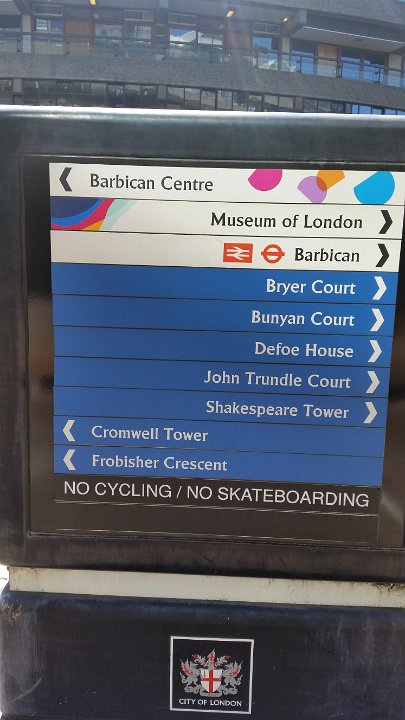 Barbican Centre
Museum of London
Barbican
Bryer Court
Bunyan Court
Defoe House
John Trundle Court
Shakespeare Tower
Cromwell Tower
Frobisher Crescent
NO CYCLING / NO SKATEBOARDING
CITY OF LONDON